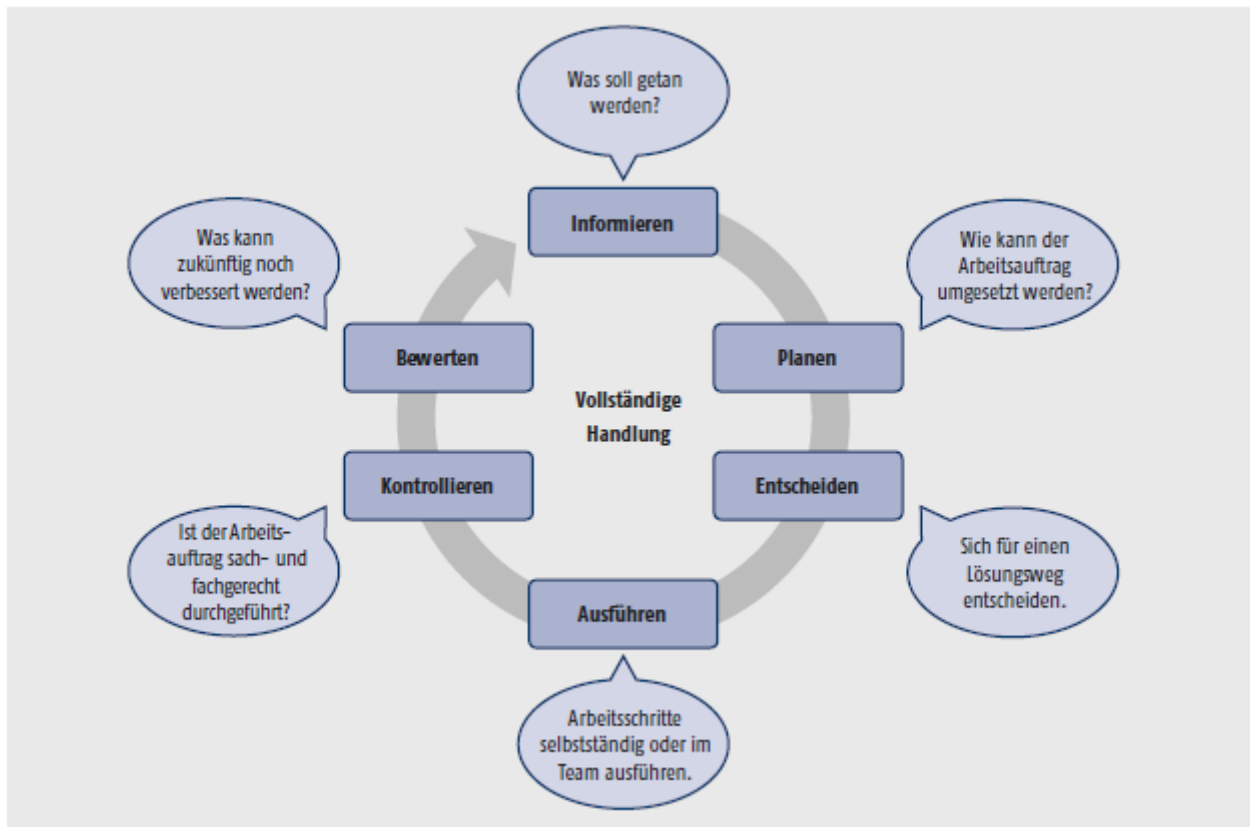 Was soll getan
werden?
Informieren
Wie kann der
Arbeitsauftrag
umgesetzt werden?
Planen
Entscheiden
Sich für einen
Lösungsweg
entscheiden.
Ausführen
Arbeitsschritte
selbstständig oder im
Team ausführen.
Kontrollieren
Ist der Arbeits-
auftrag sach- und
fachgerecht
durchgeführt?
Bewerten
Was kann
zukünftig noch
verbessert werden?
Vollständige
Handlung